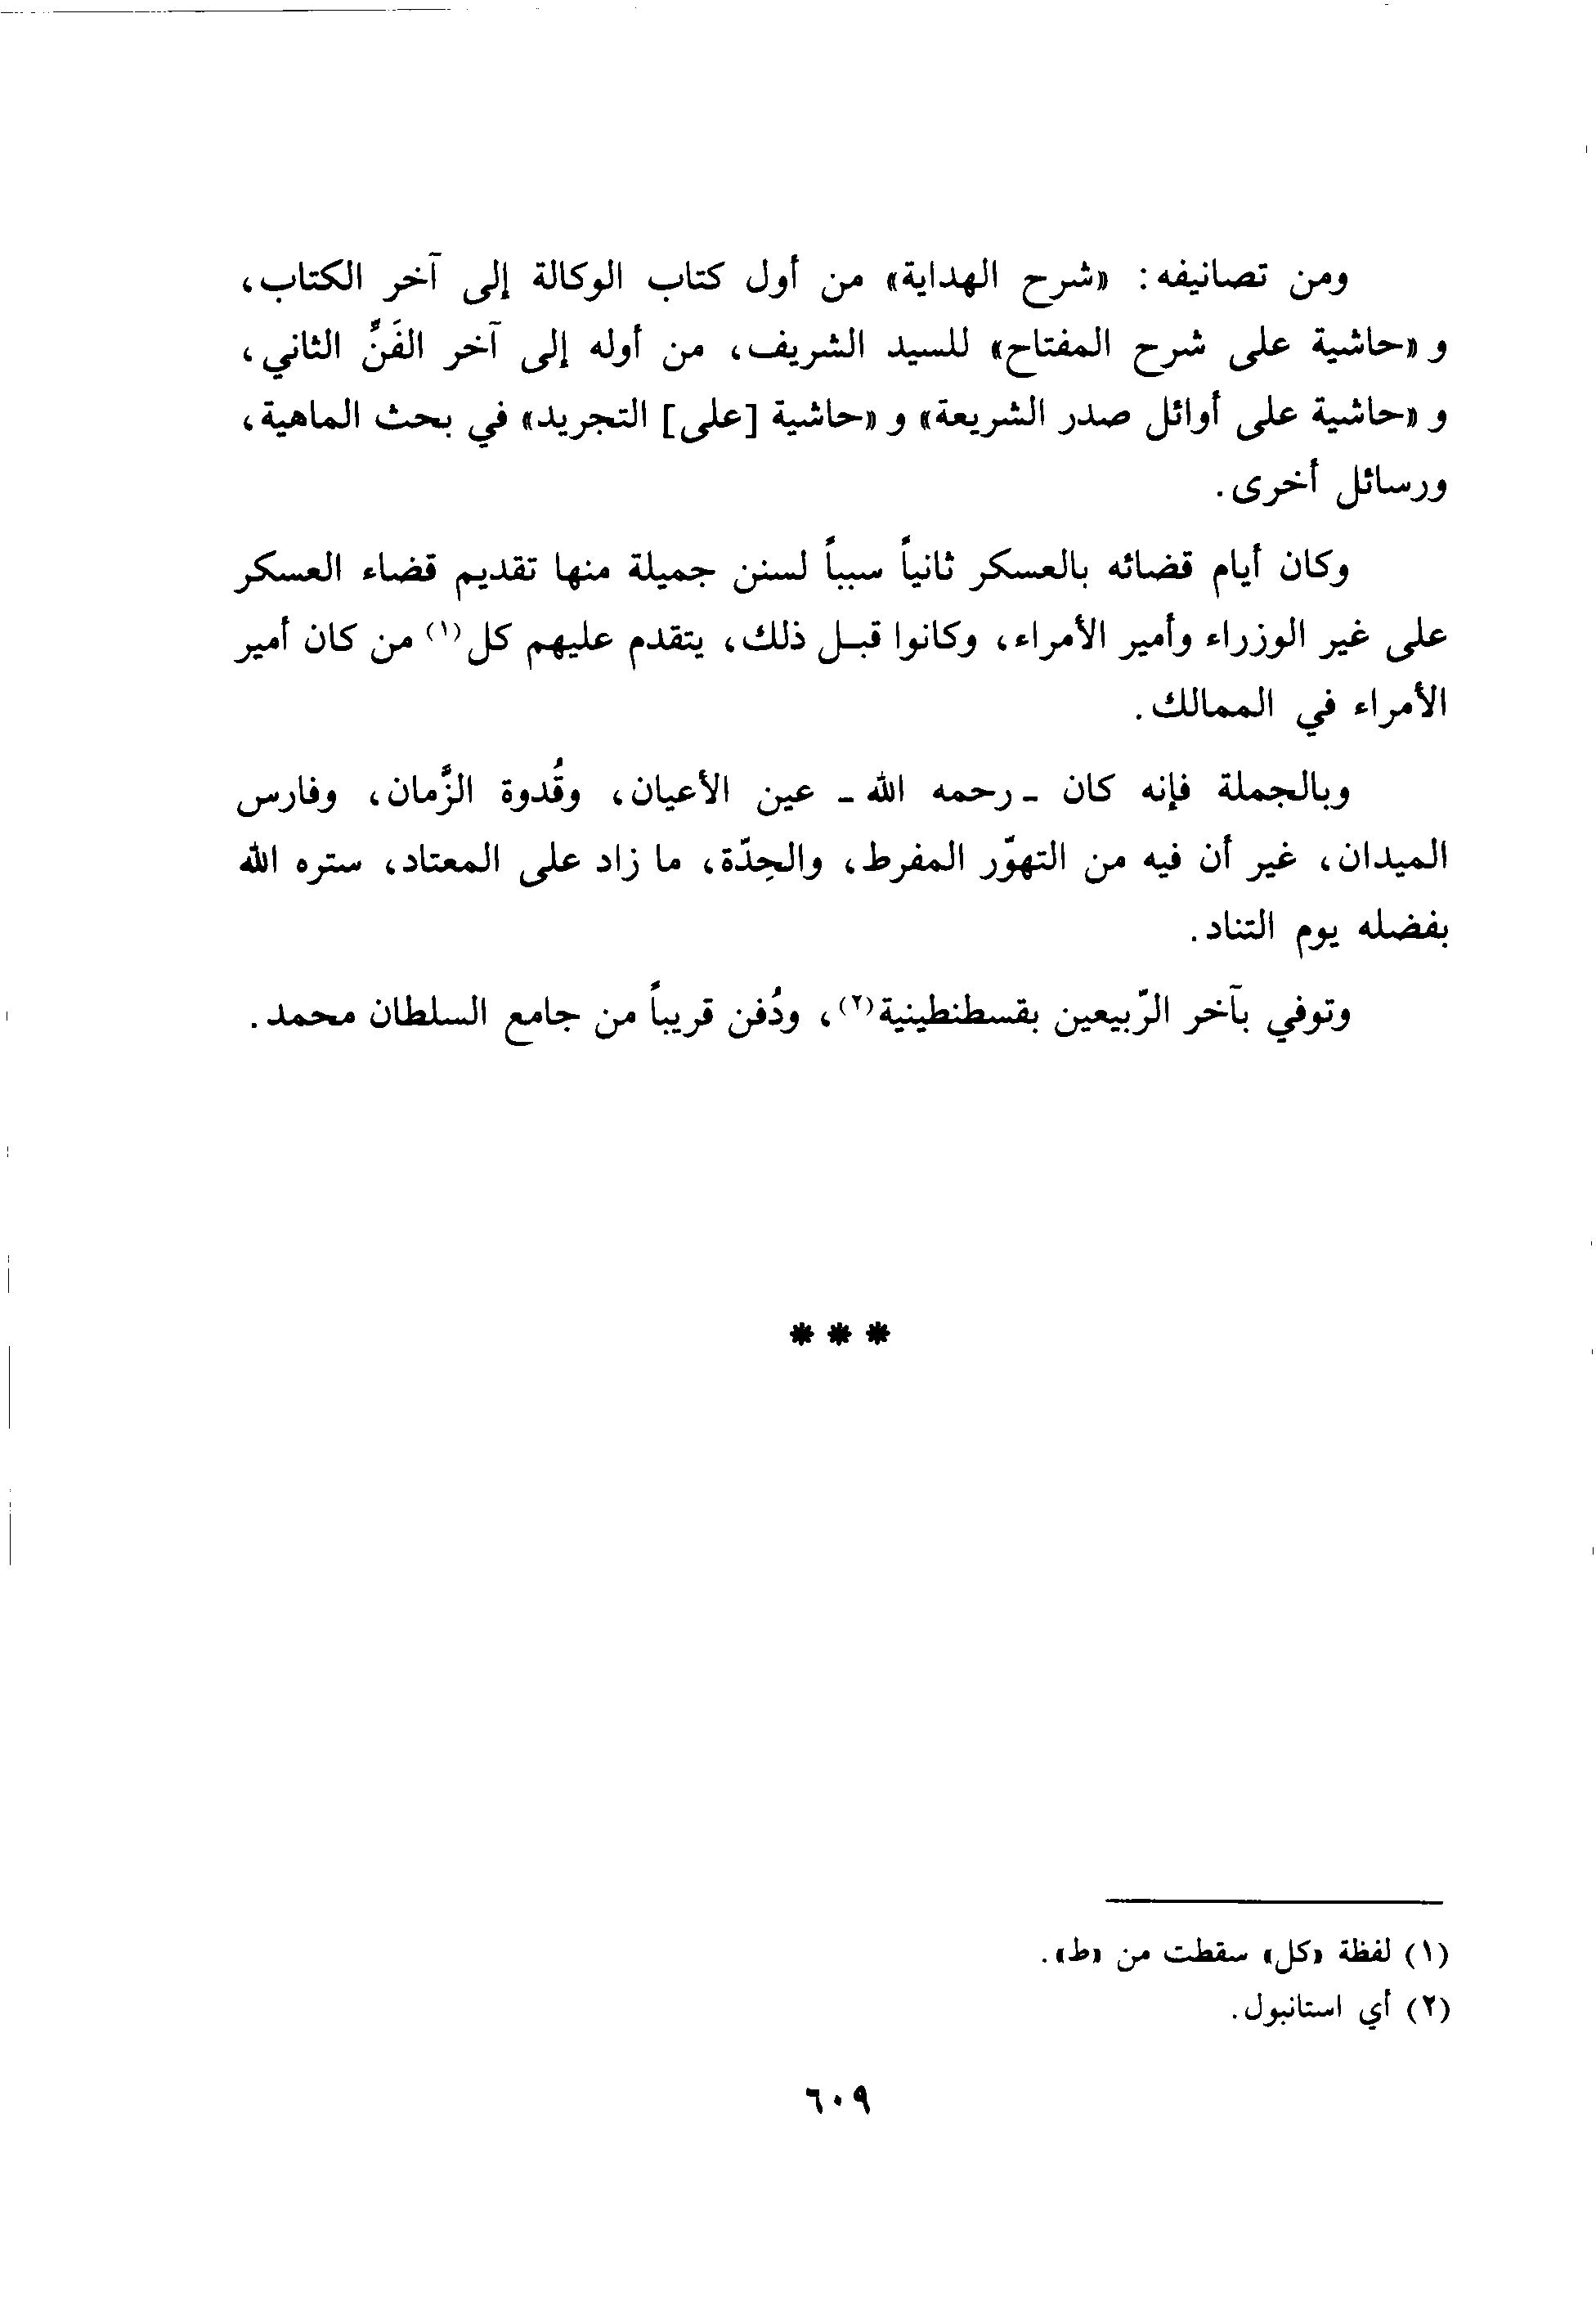 ومن تصانيفه: «شرح الهداية» من أول كتاب الوكالة إلى آخر الكتاب،
و «حاشية على شرح المفتاح» للسيد الشريف، من أوله إلى آخر الفَنِّ الثاني،
و «حاشية على أوائل صدر الشريعة» و «حاشية [على] التجريد» في بحث الماهية،
ورسائل أخرى.
وكان أيام قضائه بالعسكر ثانياً سبباً لسنن جميلة منها تقديم قضاء العسكر
على غير الوزراء وأمير الأمراء، وكانوا قبل ذلك، يتقدم عليهم كل(١) من كان أمير
الأمراء في الممالك.
وبالجملة فإنه كان ـ رحمه الله ـ عين الأعيان، وقُدوة الزَّمان، وفارس
الميدان، غير أن فيه من التهوّر المفرط، والحِدّة، ما زاد على المعتاد، ستره الله
بفضله يوم التناد.
وتوفي بآخر الرّبيعين بقسطنطينية(٢)، ودُفن قريباً من جامع السلطان محمد.
* * *
(١) لفظة «كل» سقطت من «ط».
(٢) أي استانبول.
٦٠٩